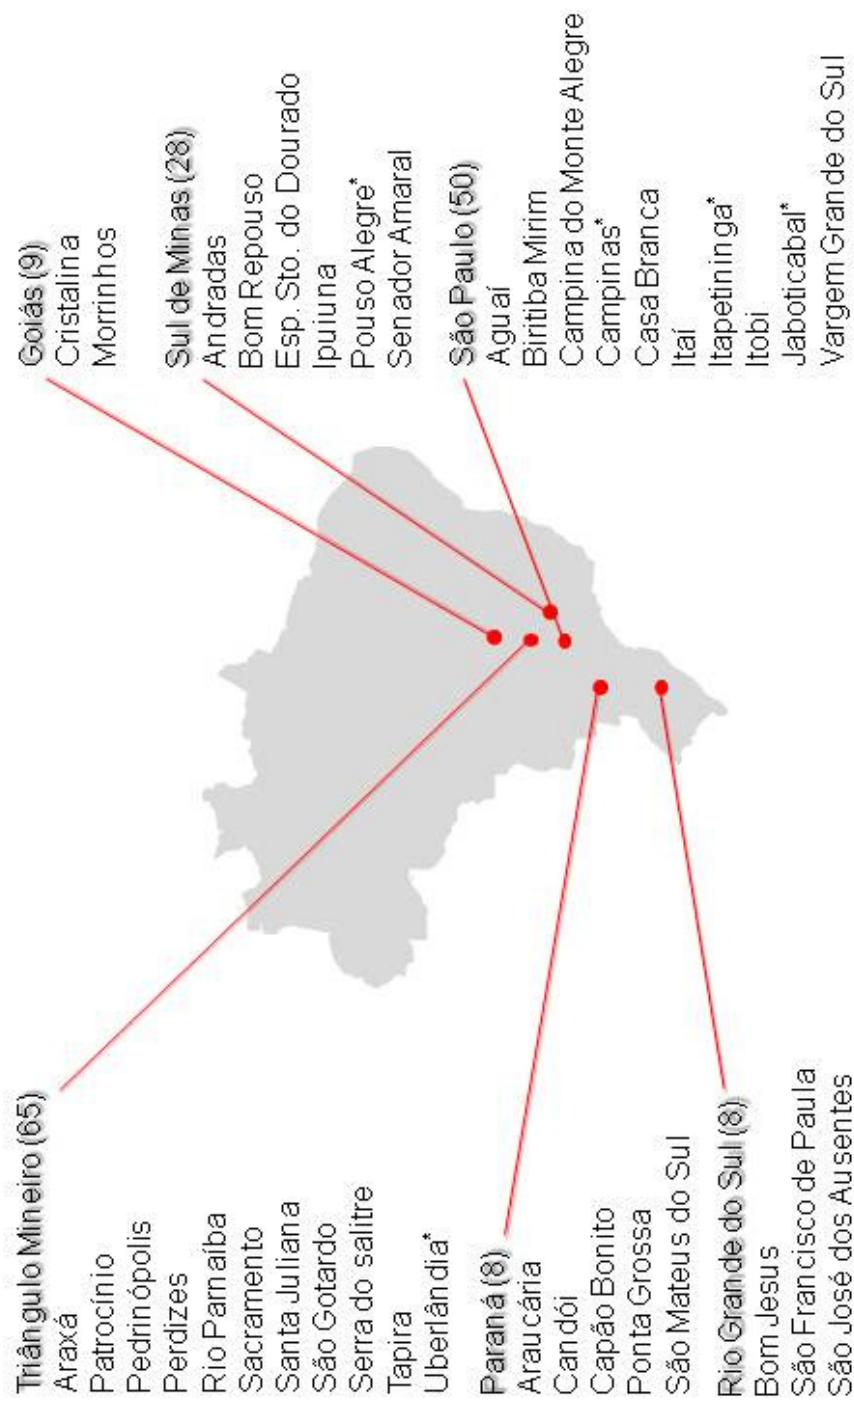 Triângulo Mineiro (65)
Araxá
Patrocínio
Pedrinópolis
Perdizes
Rio Parnaíba
Sacramento
Santa Juliana
São Gotardo
Serra do salitre
Tapira
Uberlândia*
Paraná (8)
Araucária
Candói
Capão Bonito
Ponta Grossa
São Mateus do Sul
Rio Grande do Sul (8)
Bom Jesus
São Francisco de Paula
São José dos Ausentes
Goiás (9)
Cristalina
Morrinhos
Sul de Minas (28)
Andradas
Bom Repouso
Esp. Sto. do Dourado
Ipuiuna
Pouso Alegre*
Senador Amaral
São Paulo (50)
Aguaí
Biritiba Mirim
Campina do Monte Alegre
Campinas*
Casa Branca
Itaí
Itapetininga*
Itobi
Jaboticabal*
Vargem Grande do Sul